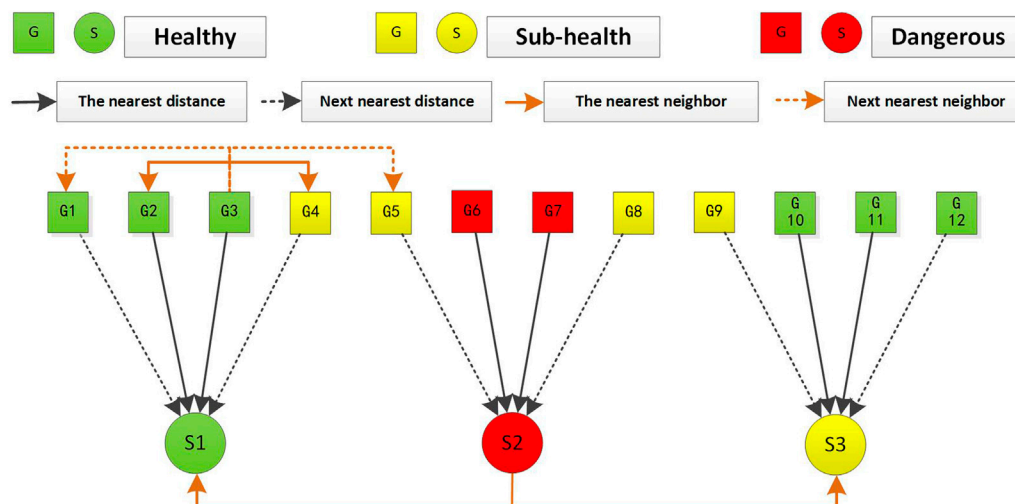 G S Healthy G S Sub-health G S Dangerous
The nearest distance Next nearest distance The nearest neighbor Next nearest neighbor
G1 G2 G3 G4 G5 G6 G7 G8 G9 G 10 G 11 G 12
S1 S2 S3